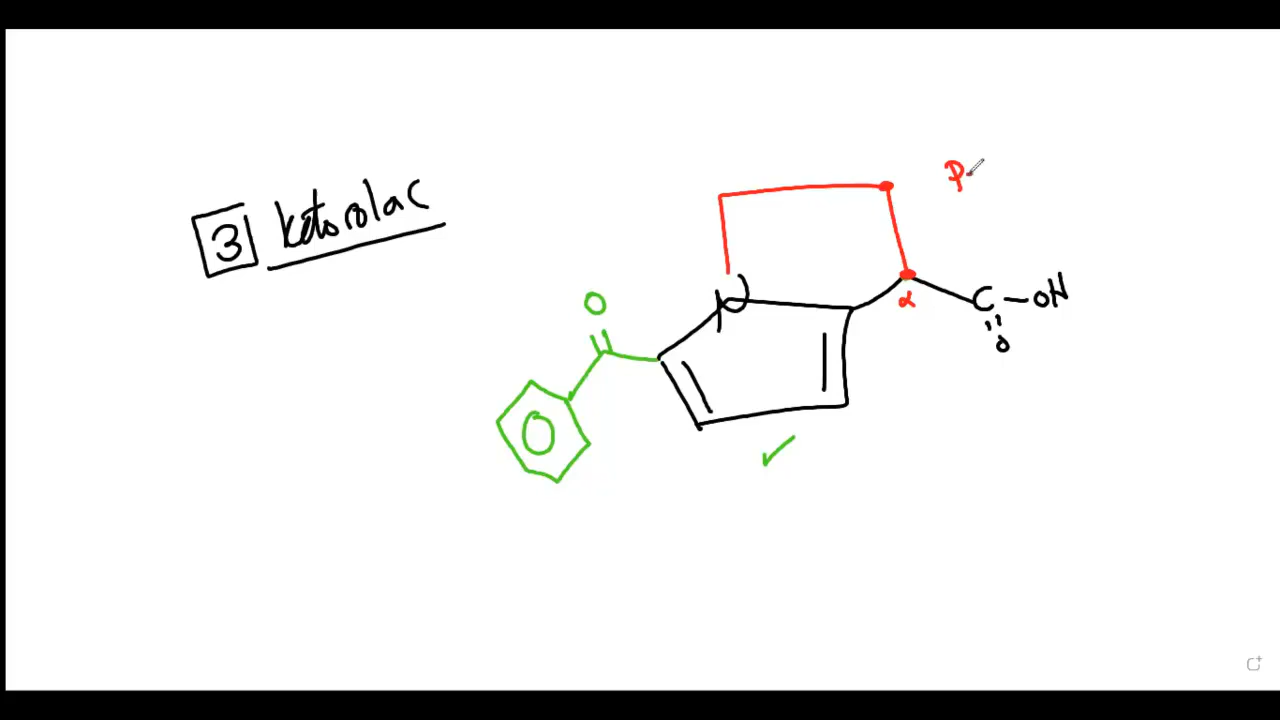 3 ketorolac
P
N
α
C-OH
O
O